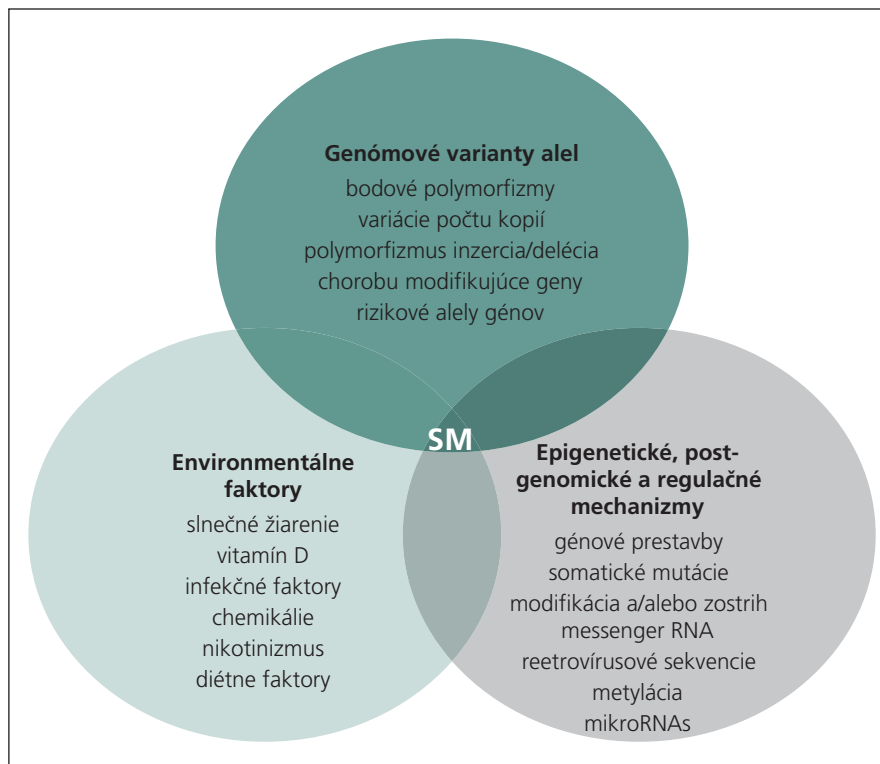 Genómové varianty alel
bodové polymorfizmy
variácie počtu kopií
polymorfizmus inzercia/delécia
chorobu modifikujúce geny
rizikové alely génov
SM
Environmentálne
faktory
slnečné žiarenie
vitamín D
infekčné faktory
chemikálie
nikotinizmus
diétne faktory
Epigenetické, post-
genomické a regulačné
mechanizmy
génové prestavby
somatické mutácie
modifikácia a/alebo zostrih
messenger RNA
reetrovírusové sekvencie
metylácia
mikroRNAs